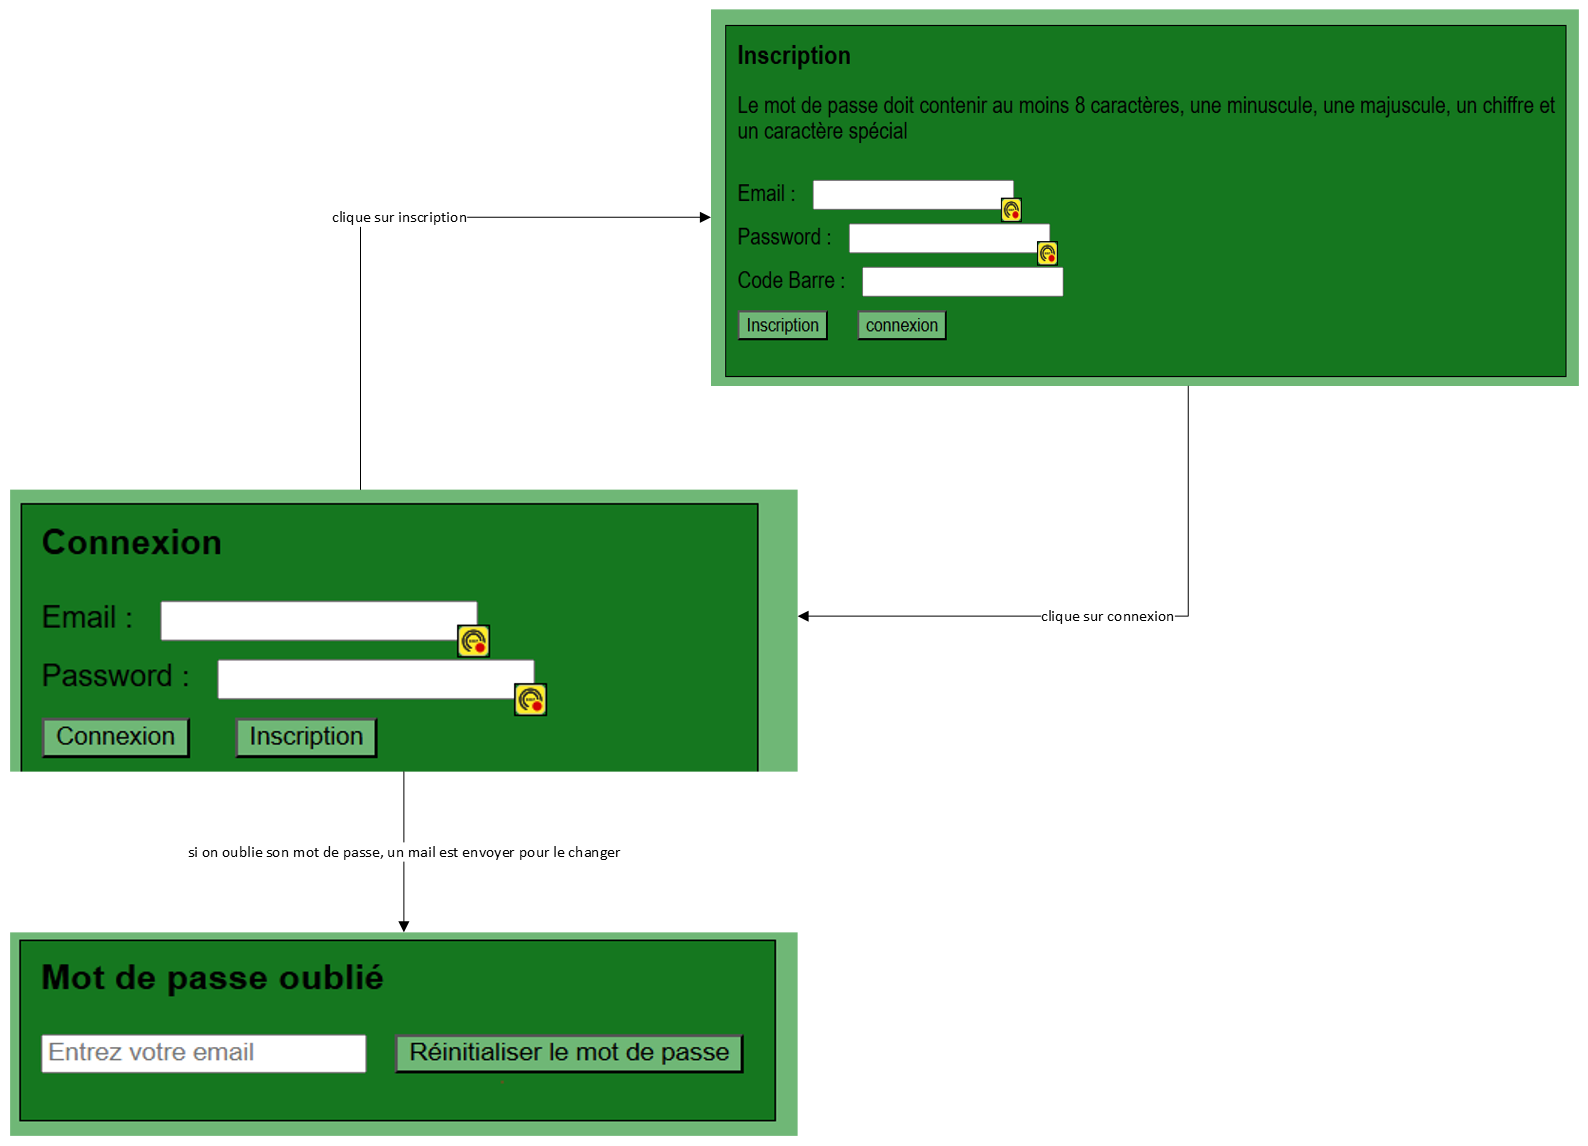 Inscription
Le mot de passe doit contenir au moins 8 caractères, une minuscule, une majuscule, un chiffre et
un caractère spécial
Email :
Password :
Code Barre :
Inscription connexion
clique sur inscription
Connexion
Email :
Password :
Connexion Inscription
clique sur connexion
si on oublie son mot de passe, un mail est envoyer pour le changer
Mot de passe oublié
Entrez votre email Réinitialiser le mot de passe